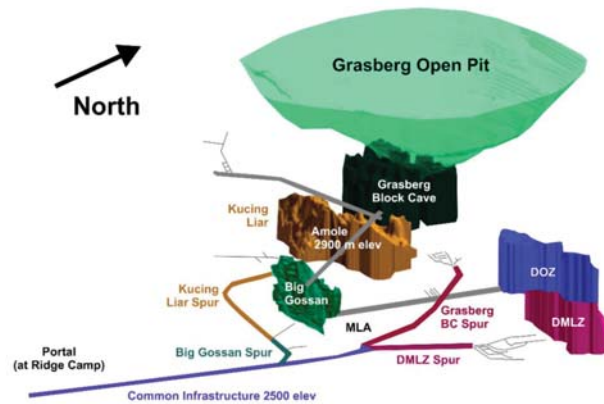 Grasberg Open Pit
North
Grasberg
Block Cave
Kucing
Liar
Amole
2900 m elev
DOZ
Big
Gossan
Kucing
Liar Spur
Grasberg
BC Spur
DMLZ
MLA
Portal
(at Ridge Camp)
Big Gossan Spur
DMLZ Spur
Common Infrastructure 2500 elev